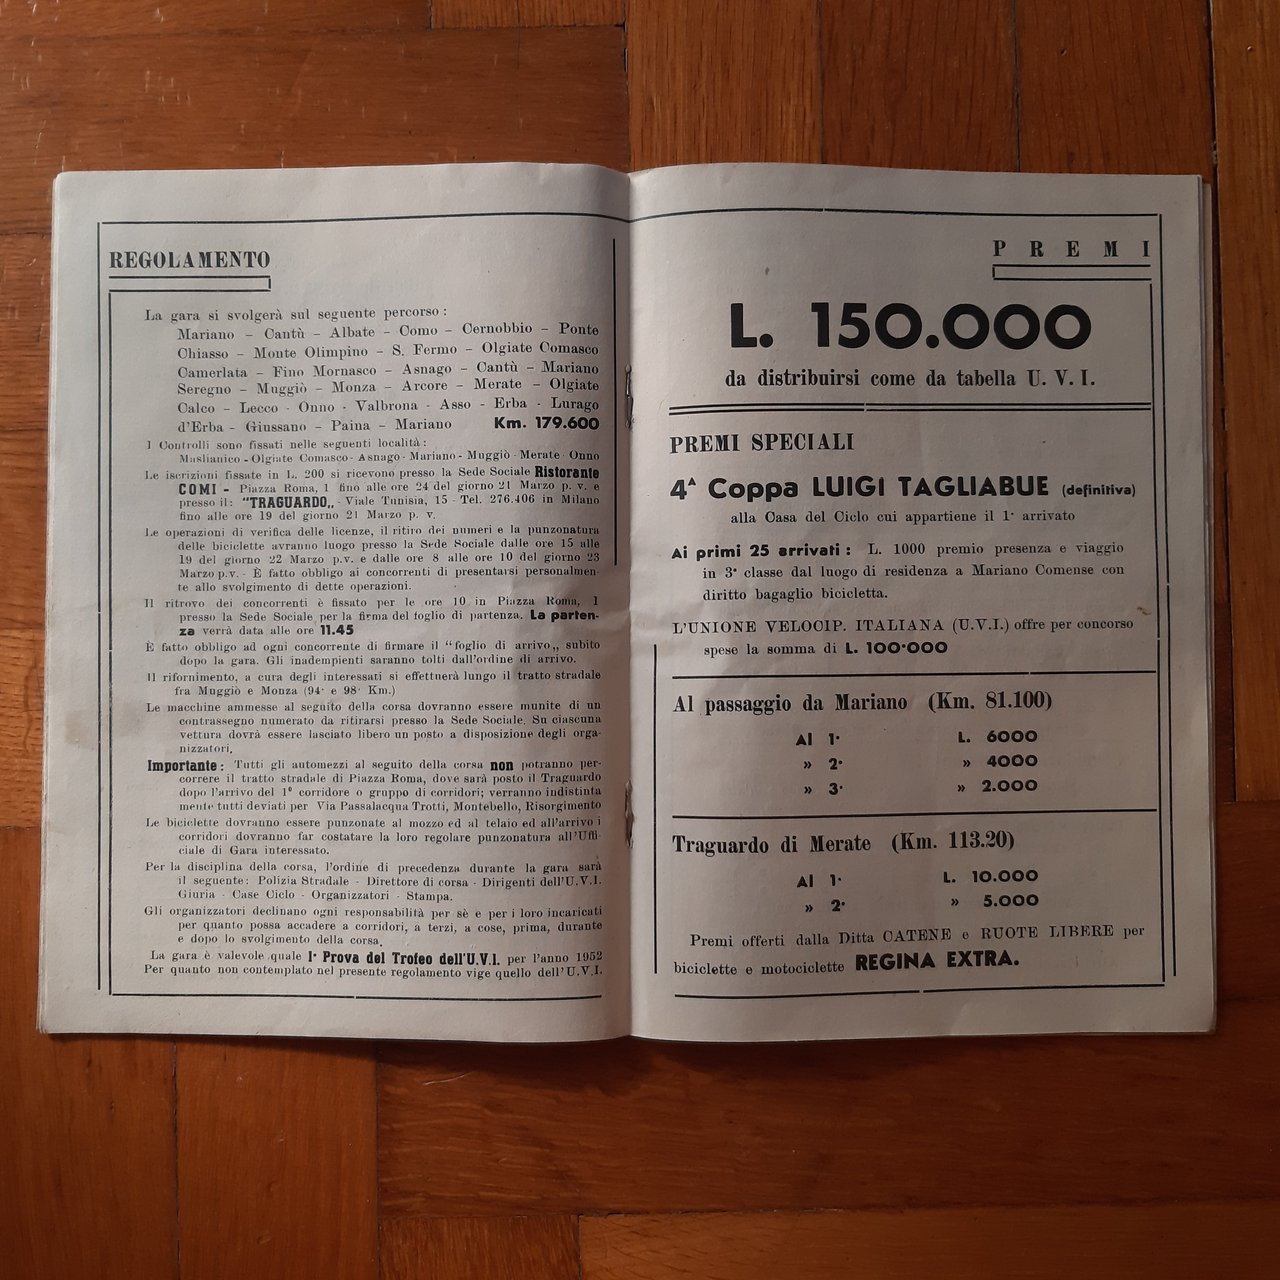 REGOLAMENTO
La gara si svolgerà sul seguente percorso :
Mariano – Cantù – Albate – Como – Cernobbio – Ponte
Chiasso – Monte Olimpino – S. Fermo – Olgiate Comasco
Camerlata – Fino Mornasco – Asnago – Cantù – Mariano
Seregno – Muggiò – Monza – Arcore – Merate – Olgiate
Calco – Lecco - Onno - Valbrona - Asso - Erba - Lurago
d'Erba – Giussano – Paina – Mariano Km. 179.600
I Controlli sono fissati nelle seguenti località :
Maslianico - Olgiate Comasco - Asnago - Mariano - Muggiò - Merate - Onno
Le iscrizioni fissate in L. 200 si ricevono presso la Sede Sociale Ristorante
COMI – Piazza Roma, 1 fino alle ore 24 del giorno 21 Marzo p. v. e
presso il : "TRAGUARDO„ - Viale Tunisia, 15 - Tel. 276.406 in Milano
fino alle ore 19 del giorno 21 Marzo p. v.
Le operazioni di verifica delle licenze, il ritiro dei numeri e la punzonatura
delle biciclette avranno luogo presso la Sede Sociale dalle ore 15 alle
19 del giorno 22 Marzo p.v. e dalle ore 8 alle ore 10 del giorno 23
Marzo p.v. - È fatto obbligo ai concorrenti di presentarsi personalmen-
te allo svolgimento di dette operazioni.
Il ritrovo dei concorrenti è fissato per le ore 10 in Piazza Roma, 1
presso la Sede Sociale per la firma del foglio di partenza. La parten-
za verrà data alle ore 11.45
È fatto obbligo ad ogni concorrente di firmare il "foglio di arrivo„ subito
dopo la gara. Gli inadempienti saranno tolti dall'ordine di arrivo.
Il rifornimento, a cura degli interessati si effettuerà lungo il tratto stradale
fra Muggiò e Monza (94· e 98· Km.)
Le macchine ammesse al seguito della corsa dovranno essere munite di un
contrassegno numerato da ritirarsi presso la Sede Sociale. Su ciascuna
vettura dovrà essere lasciato libero un posto a disposizione degli orga-
nizzatori.
Importante : Tutti gli automezzi al seguito della corsa non potranno per-
correre il tratto stradale di Piazza Roma, dove sarà posto il Traguardo
dopo l'arrivo del 1° corridore o gruppo di corridori; verranno indistinta
mente tutti deviati per Via Passalacqua Trotti, Montebello, Risorgimento
Le biciclette dovranno essere punzonate al mozzo ed al telaio ed all'arrivo i
corridori dovranno far costatare la loro regolare punzonatura all'Uffi-
ciale di Gara interessato.
Per la disciplina della corsa, l'ordine di precedenza durante la gara sarà
il seguente : Polizia Stradale - Direttore di corsa - Dirigenti dell'U.V.I.
Giuria - Case Ciclo - Organizzatori - Stampa.
Gli organizzatori declinano ogni responsabilità per sè e per i loro incaricati
per quanto possa accadere a corridori, a terzi, a cose, prima, durante
e dopo lo svolgimento della corsa.
La gara è valevole quale 1· Prova del Trofeo dell'U.V.I. per l'anno 1952
Per quanto non contemplato nel presente regolamento vige quello dell'U.V.I.
PREMI
L. 150.000
da distribuirsi come da tabella U. V. I.
PREMI SPECIALI
4ᴬ Coppa LUIGI TAGLIABUE (definitiva)
alla Casa del Ciclo cui appartiene il 1· arrivato
Ai primi 25 arrivati : L. 1000 premio presenza e viaggio
in 3ª classe dal luogo di residenza a Mariano Comense con
diritto bagaglio bicicletta.
L'UNIONE VELOCIP. ITALIANA (U.V.I.) offre per concorso
spese la somma di L. 100·000
Al passaggio da Mariano (Km. 81.100)
Al 1· L. 6000
» 2· » 4000
» 3· » 2.000
Traguardo di Merate (Km. 113.20)
Al 1· L. 10.000
» 2· » 5.000
Premi offerti dalla Ditta CATENE e RUOTE LIBERE per
biciclette e motociclette REGINA EXTRA.